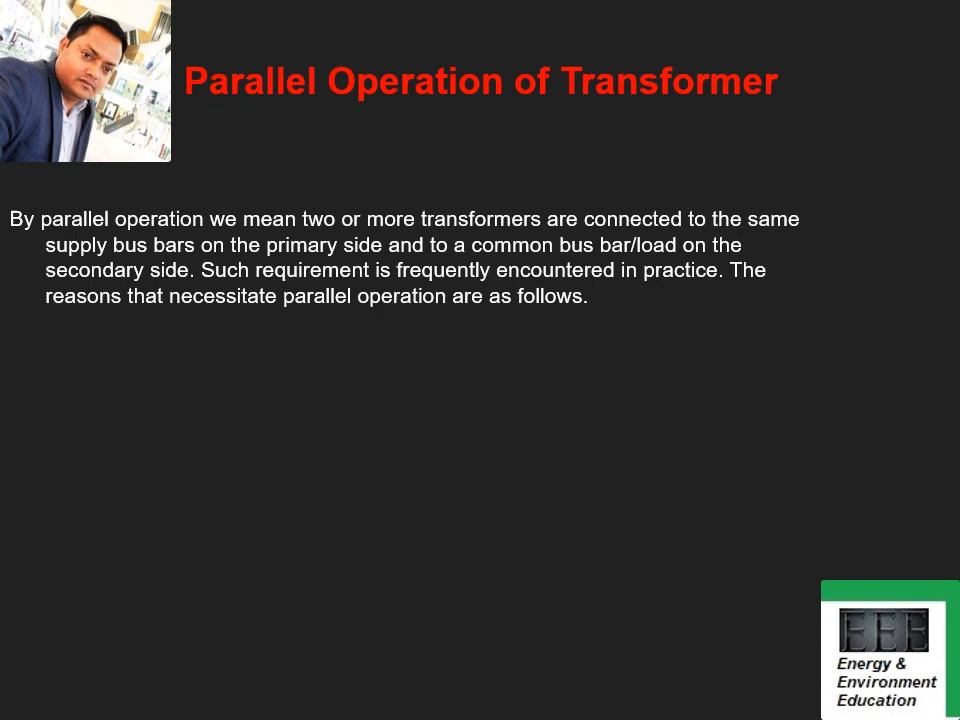 Parallel Operation of Transformer
By parallel operation we mean two or more transformers are connected to the same
supply bus bars on the primary side and to a common bus bar/load on the
secondary side. Such requirement is frequently encountered in practice. The
reasons that necessitate parallel operation are as follows.
EEE
Energy &
Environment
Education